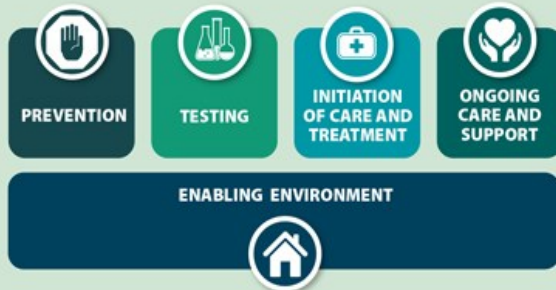 PREVENTION
TESTING
INITIATION
OF CARE AND
TREATMENT
ONGOING
CARE AND
SUPPORT
ENABLING ENVIRONMENT